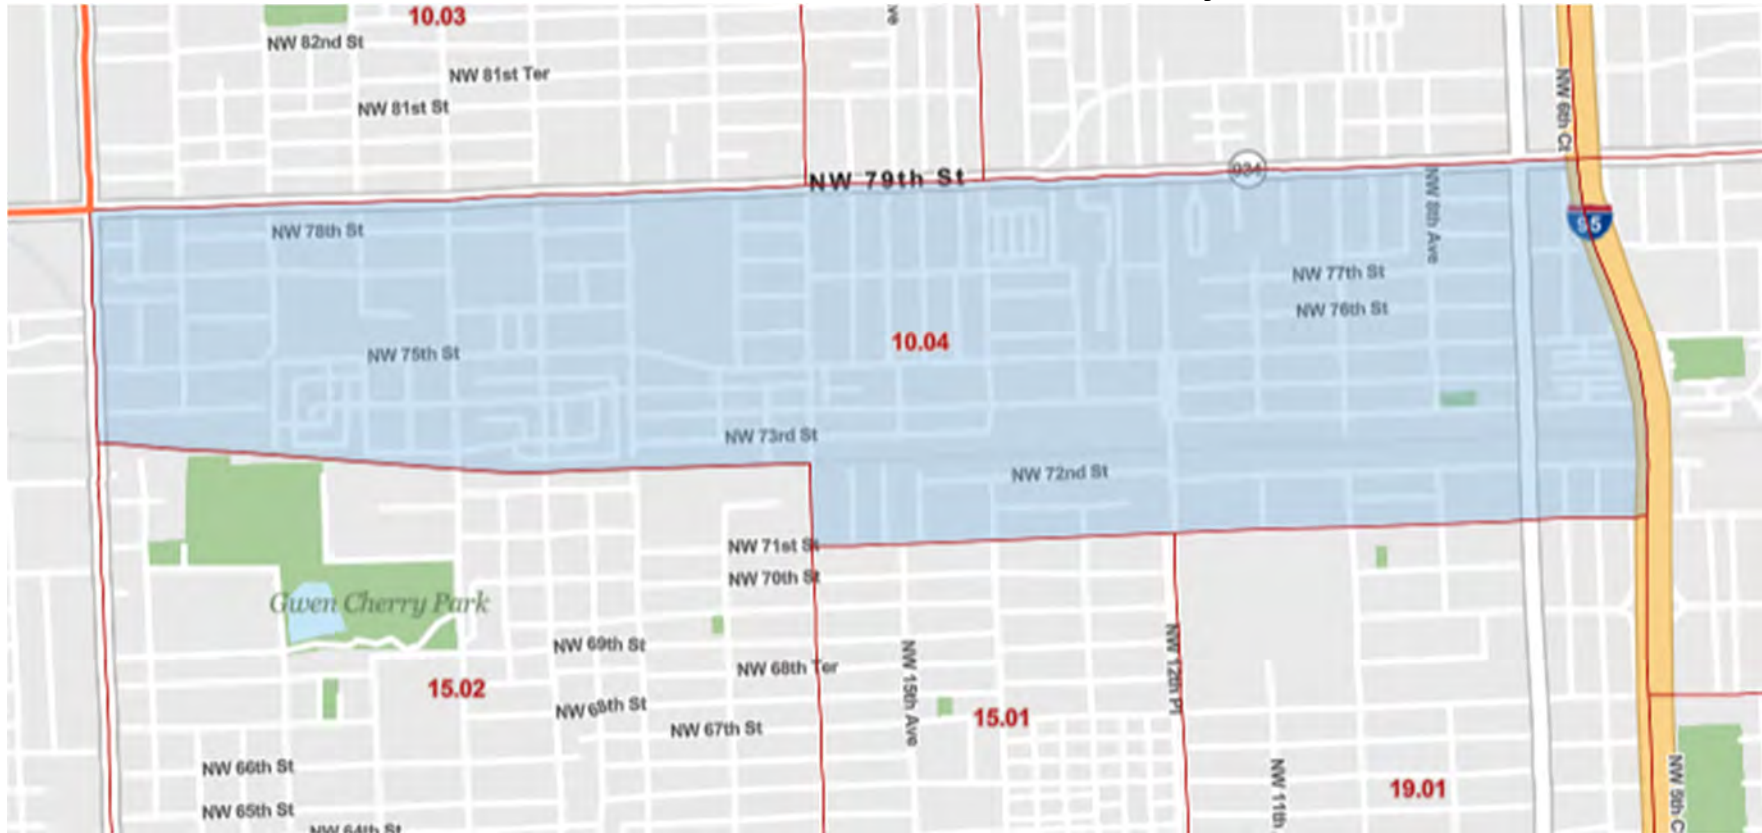 10.03
ve
NW 82nd St
NW 81st Ter
NW 6th Ct
NW 81st St
934
NW 79th St
NW 8th Ave
95
NW 78th St
NW 77th St
NW 76th St
10.04
NW 75th St
NW 73rd St
NW 72nd St
NW 71st St
NW 70th St
Gwen Cherry Park
NW 69th St
NW 12th Pl
NW 68th Ter
NW 15th Ave
15.02
NW 68th St
15.01
NW 67th St
NW 66th St
NW 11th
19.01
NW 5th C
NW 65th St
NW 64th St